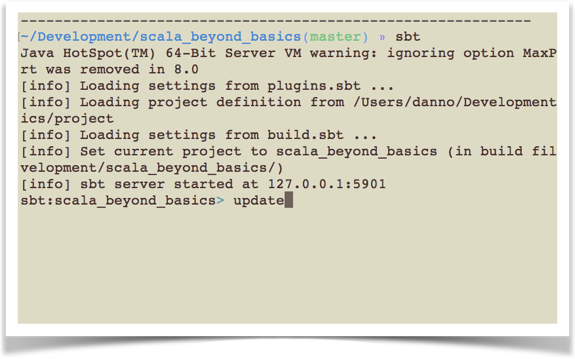 --------------------------------------------------------------
~/Development/scala_beyond_basics(master) » sbt
Java HotSpot(TM) 64-Bit Server VM warning: ignoring option MaxP
rt was removed in 8.0
[info] Loading settings from plugins.sbt ...
[info] Loading project definition from /Users/danno/Development
ics/project
[info] Loading settings from build.sbt ...
[info] Set current project to scala_beyond_basics (in build fil
velopment/scala_beyond_basics/)
[info] sbt server started at 127.0.0.1:5901
sbt:scala_beyond_basics> update